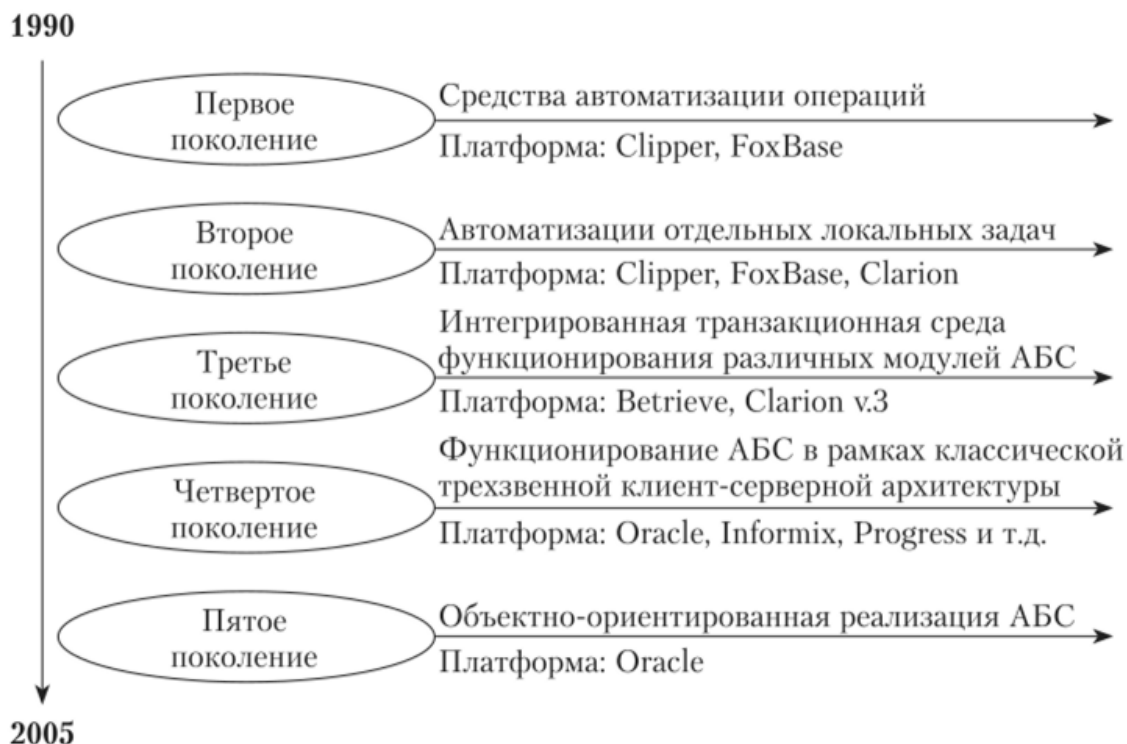 1990
Первое
поколение
Средства автоматизации операций
Платформа: Clipper, FoxBase
Второе
поколение
Автоматизации отдельных локальных задач
Платформа: Clipper, FoxBase, Clarion
Третье
поколение
Интегрированная транзакционная среда
функционирования различных модулей АБС
Платформа: Betrieve, Clarion v.3
Четвертое
поколение
Функционирование АБС в рамках классической
трехзвенной клиент-серверной архитектуры
Платформа: Oracle, Informix, Progress и т.д.
Пятое
поколение
Объектно-ориентированная реализация АБС
Платформа: Oracle
2005